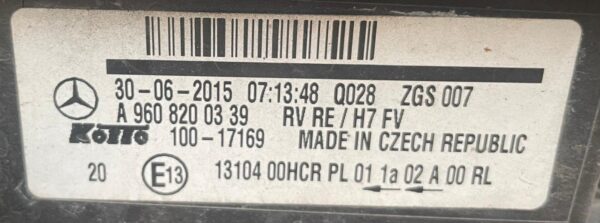 30-06-2015 07:13:48 Q028 ZGS 007
A 960 820 03 39 RV RE / H7 FV
100-17169 MADE IN CZECH REPUBLIC
20 E13 13104 00HCR PL 01 1a 02 A 00 RL